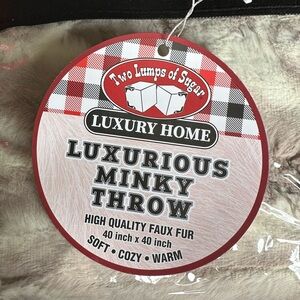 Two Lumps of Sugar
LUXURY HOME
LUXURIOUS
MINKY
THROW
HIGH QUALITY FAUX FUR
40 inch x 40 inch
SOFT • COZY • WARM